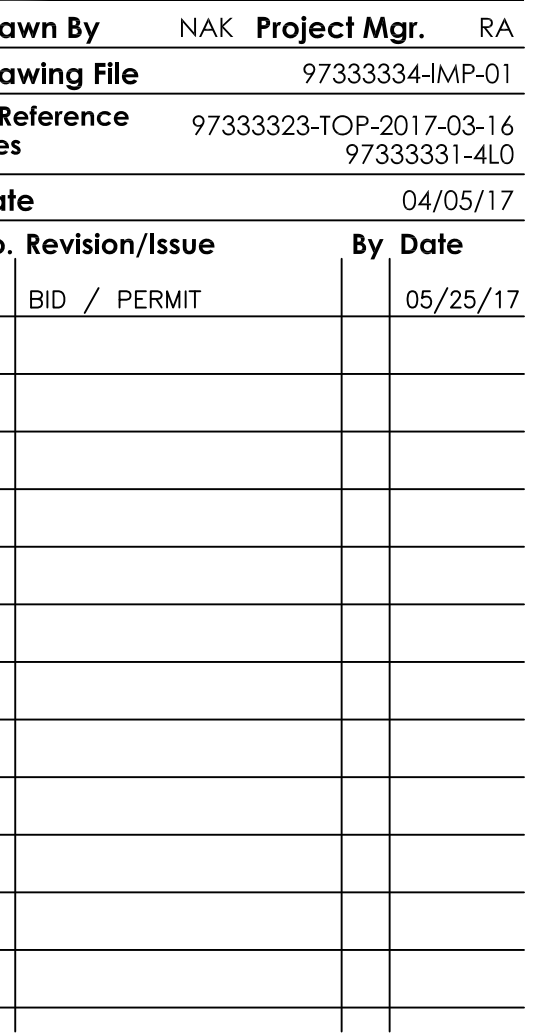 awn By NAK Project Mgr. RA
awing File 97333334-IMP-01
Reference
es
97333323-TOP-2017-03-16
97333331-4L0
ate 04/05/17
o. Revision/Issue By Date
BID / PERMIT 05/25/17